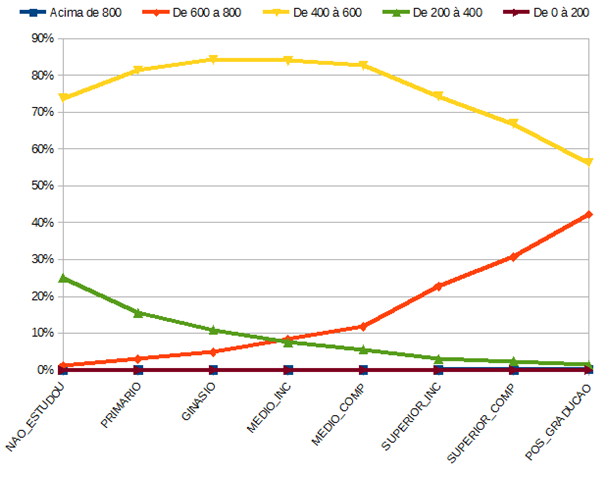 Acima de 800 De 600 a 800 De 400 à 600 De 200 à 400 De 0 à 200
90%
80%
70%
60%
50%
40%
30%
20%
10%
0%
NAO_ESTUDOU
PRIMARIO
GINASIO
MEDIO_INC
MEDIO_COMP
SUPERIOR_INC
SUPERIOR_COMP
POS_GRADUCAO